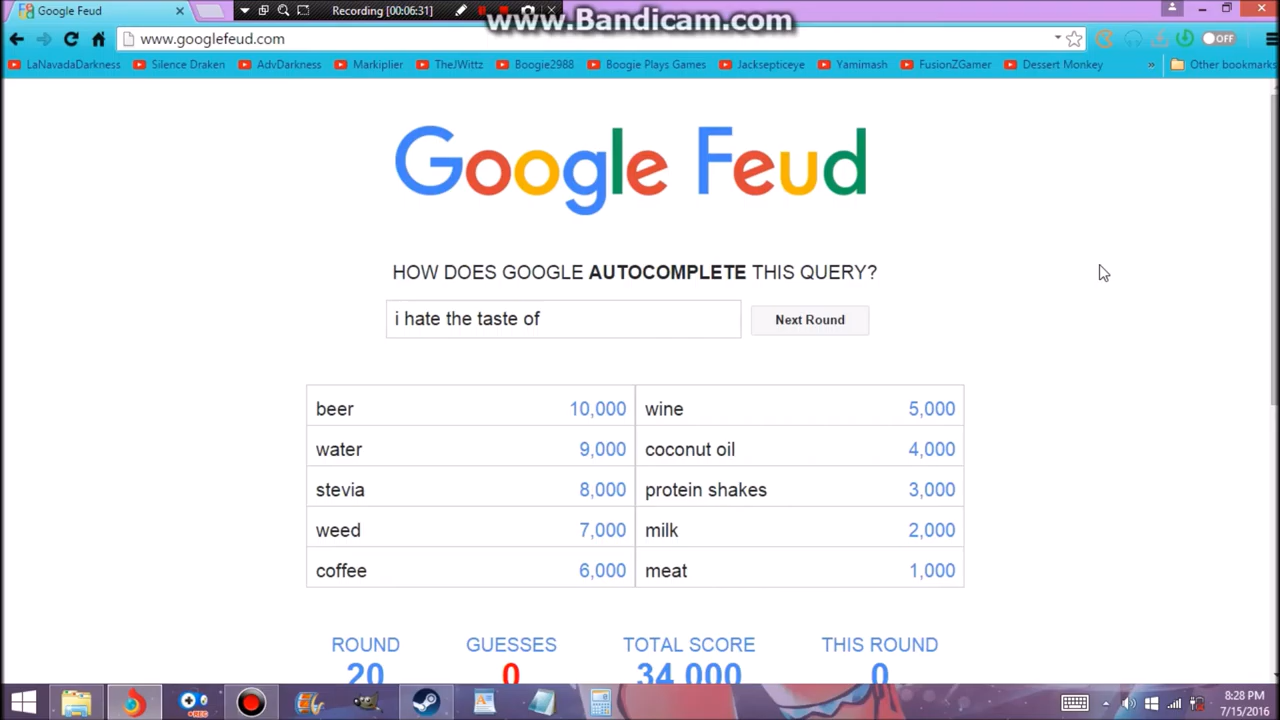 Google Feud
Recording [00:06:31]
www.Bandicam.com
www.googlefeud.com
OFF
LaNavadaDarkness Silence Draken AdvDarkness Markiplier TheJWittz Boogie2988 Boogie Plays Games Jacksepticeye Yamimash FusionZGamer Dessert Monkey » Other bookmarks
Google Feud
HOW DOES GOOGLE AUTOCOMPLETE THIS QUERY?
i hate the taste of Next Round
beer 10,000 wine 5,000
water 9,000 coconut oil 4,000
stevia 8,000 protein shakes 3,000
weed 7,000 milk 2,000
coffee 6,000 meat 1,000
ROUND GUESSES TOTAL SCORE THIS ROUND
20 0 34,000 0
REC
8:28 PM
7/15/2016